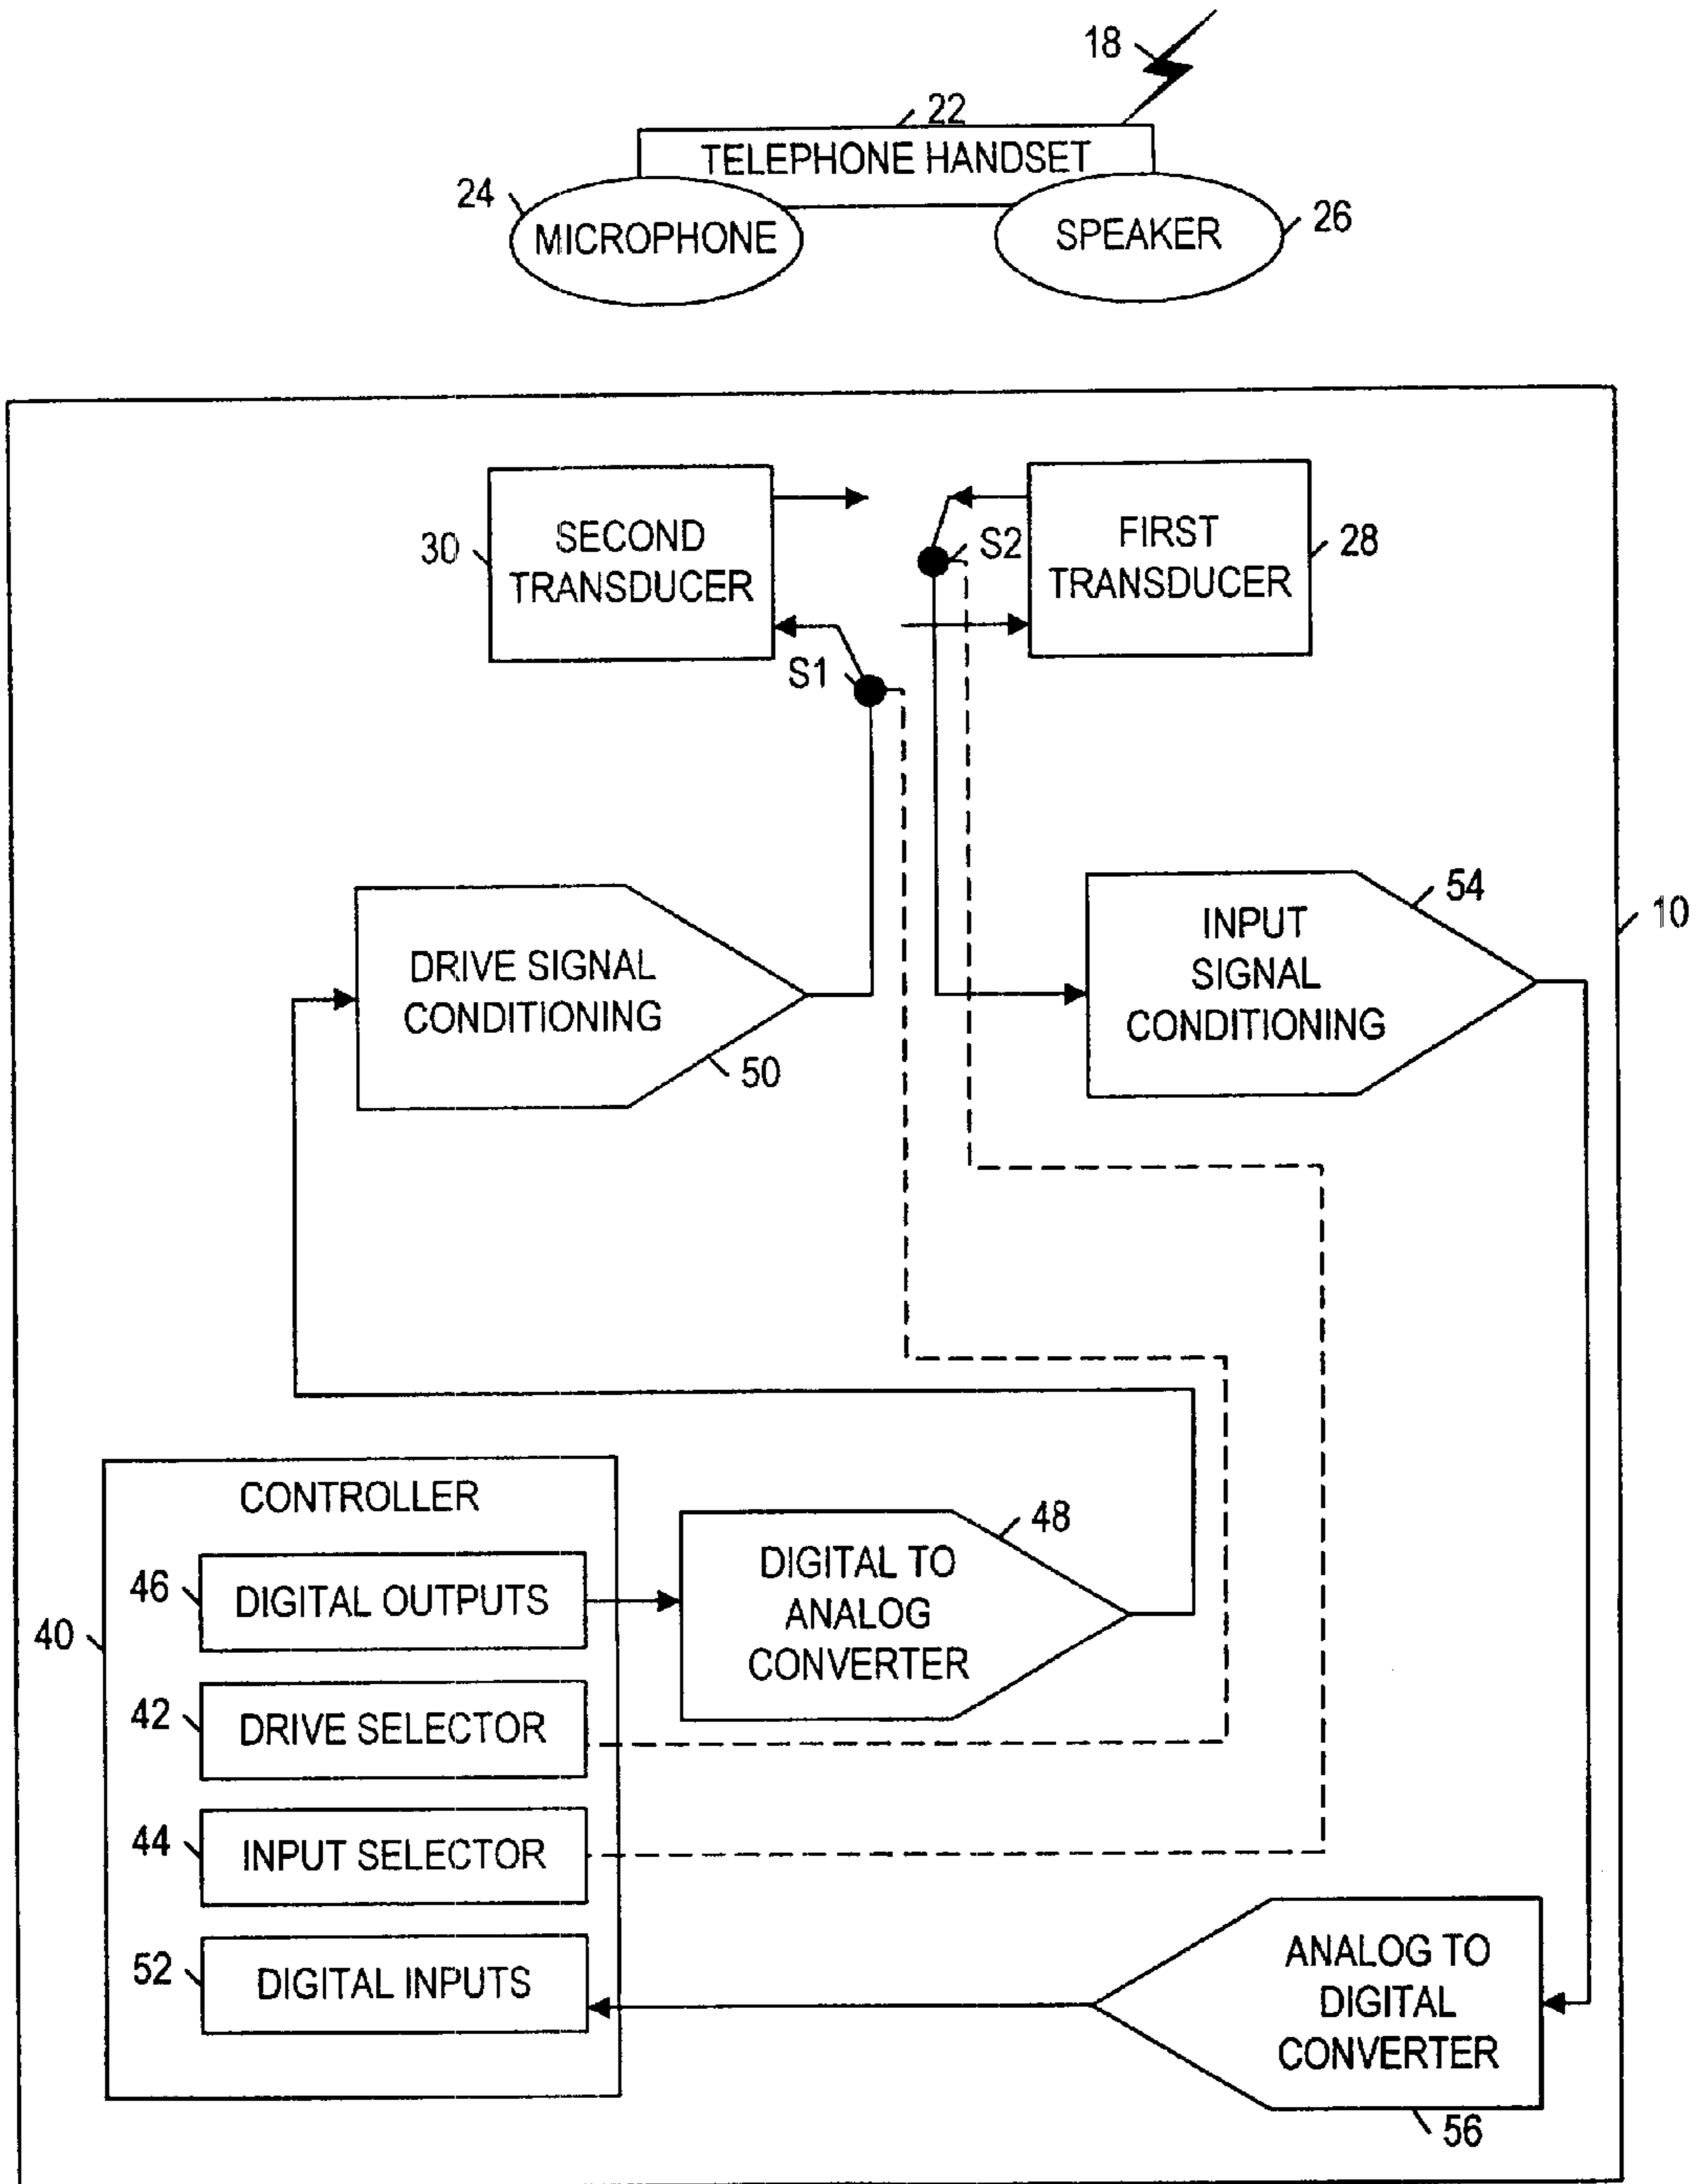 18
22
TELEPHONE HANDSET
24
MICROPHONE
SPEAKER
26
30
SECOND
TRANSDUCER
S1
S2
FIRST
TRANSDUCER
28
DRIVE SIGNAL
CONDITIONING
50
INPUT
SIGNAL
CONDITIONING
54
10
CONTROLLER
40
46
DIGITAL OUTPUTS
42
DRIVE SELECTOR
44
INPUT SELECTOR
52
DIGITAL INPUTS
48
DIGITAL TO
ANALOG
CONVERTER
ANALOG TO
DIGITAL
CONVERTER
56